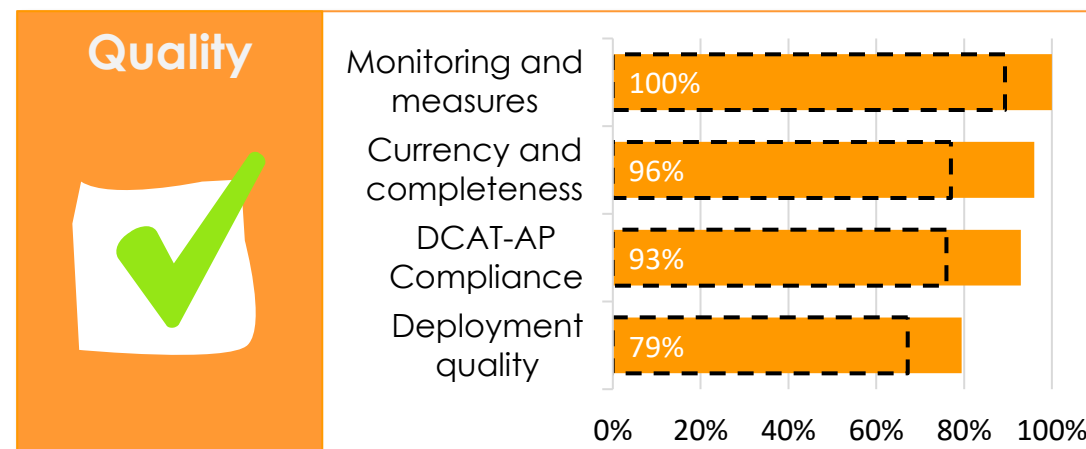 Quality
Monitoring and
measures
100%
Currency and
completeness
96%
DCAT-AP
Compliance
93%
Deployment
quality
79%
0% 20% 40% 60% 80% 100%